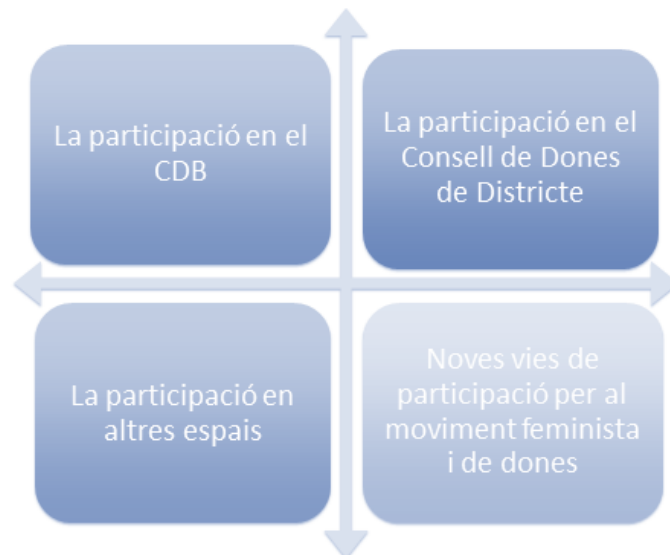 La participació en el
CDB
La participació en el
Consell de Dones
de Districte
La participació en
altres espais
Noves vies de
participació per al
moviment feminista
i de dones